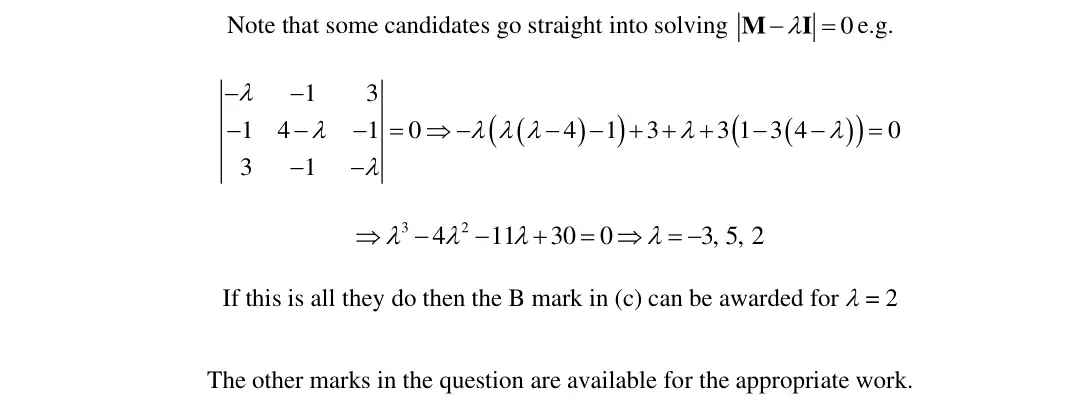 Note that some candidates go straight into solving |M − λI| = 0 e.g.
|−λ −1 3|
|−1 4−λ −1| = 0 ⇒ −λ(λ(λ−4)−1)+3+λ+3(1−3(4−λ)) = 0
|3 −1 −λ|
⇒ λ³ − 4λ² − 11λ + 30 = 0 ⇒ λ = −3, 5, 2
If this is all they do then the B mark in (c) can be awarded for λ = 2
The other marks in the question are available for the appropriate work.